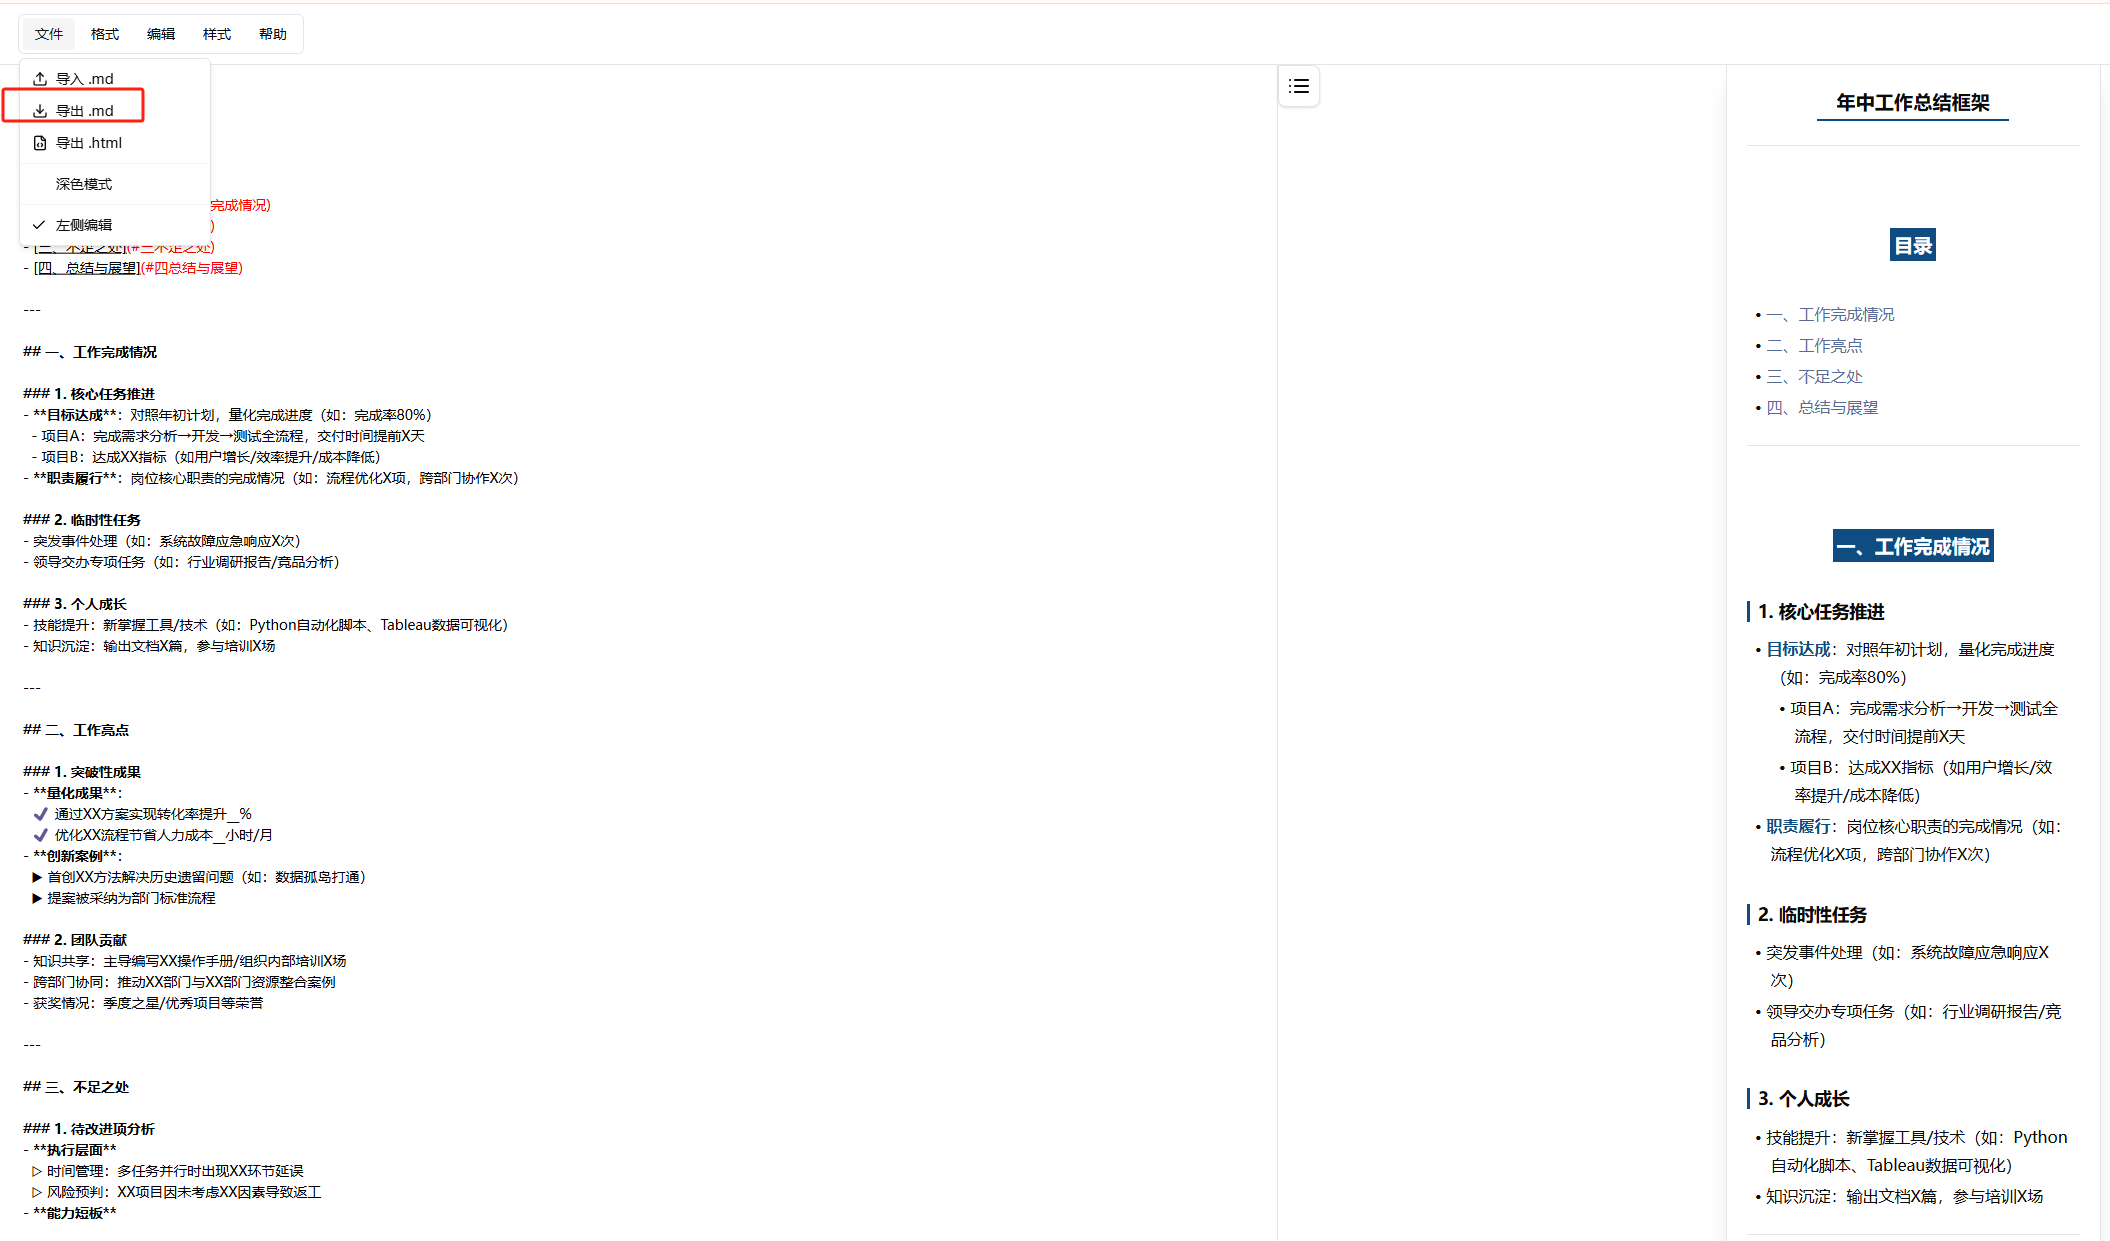 文件 格式 编辑 样式 帮助
导入 .md
导出 .md
导出 .html
深色模式
左侧编辑
完成情况)
)
- [三、不足之处](#三不足之处)
- [四、总结与展望](#四总结与展望)
---
## 一、工作完成情况
### 1. 核心任务推进
- **目标达成**：对照年初计划，量化完成进度（如：完成率80%）
- 项目A：完成需求分析→开发→测试全流程，交付时间提前X天
- 项目B：达成XX指标（如用户增长/效率提升/成本降低）
- **职责履行**：岗位核心职责的完成情况（如：流程优化X项，跨部门协作X次）
### 2. 临时性任务
- 突发事件处理（如：系统故障应急响应X次）
- 领导交办专项任务（如：行业调研报告/竞品分析）
### 3. 个人成长
- 技能提升：新掌握工具/技术（如：Python自动化脚本、Tableau数据可视化）
- 知识沉淀：输出文档X篇，参与培训X场
---
## 二、工作亮点
### 1. 突破性成果
- **量化成果**：
✔ 通过XX方案实现转化率提升__%
✔ 优化XX流程节省人力成本__小时/月
- **创新案例**：
▶ 首创XX方法解决历史遗留问题（如：数据孤岛打通）
▶ 提案被采纳为部门标准流程
### 2. 团队贡献
- 知识共享：主导编写XX操作手册/组织内部培训X场
- 跨部门协同：推动XX部门与XX部门资源整合案例
- 获奖情况：季度之星/优秀项目等荣誉
---
## 三、不足之处
### 1. 待改进项分析
- **执行层面**
▷ 时间管理：多任务并行时出现XX环节延误
▷ 风险预判：XX项目因未考虑XX因素导致返工
- **能力短板**
年中工作总结框架
目录
• 一、工作完成情况
• 二、工作亮点
• 三、不足之处
• 四、总结与展望
一、工作完成情况
1. 核心任务推进
• 目标达成：对照年初计划，量化完成进度
（如：完成率80%）
• 项目A：完成需求分析→开发→测试全
流程，交付时间提前X天
• 项目B：达成XX指标（如用户增长/效
率提升/成本降低）
• 职责履行：岗位核心职责的完成情况（如：
流程优化X项，跨部门协作X次）
2. 临时性任务
• 突发事件处理（如：系统故障应急响应X
次）
• 领导交办专项任务（如：行业调研报告/竞
品分析）
3. 个人成长
• 技能提升：新掌握工具/技术（如：Python
自动化脚本、Tableau数据可视化）
• 知识沉淀：输出文档X篇，参与培训X场